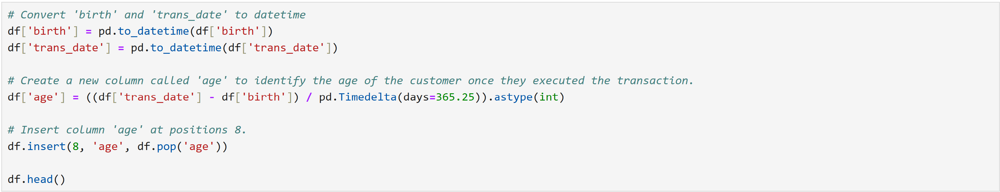 # Convert 'birth' and 'trans_date' to datetime
df['birth'] = pd.to_datetime(df['birth'])
df['trans_date'] = pd.to_datetime(df['trans_date'])
# Create a new column called 'age' to identify the age of the customer once they executed the transaction.
df['age'] = ((df['trans_date'] - df['birth']) / pd.Timedelta(days=365.25)).astype(int)
# Insert column 'age' at positions 8.
df.insert(8, 'age', df.pop('age'))
df.head()